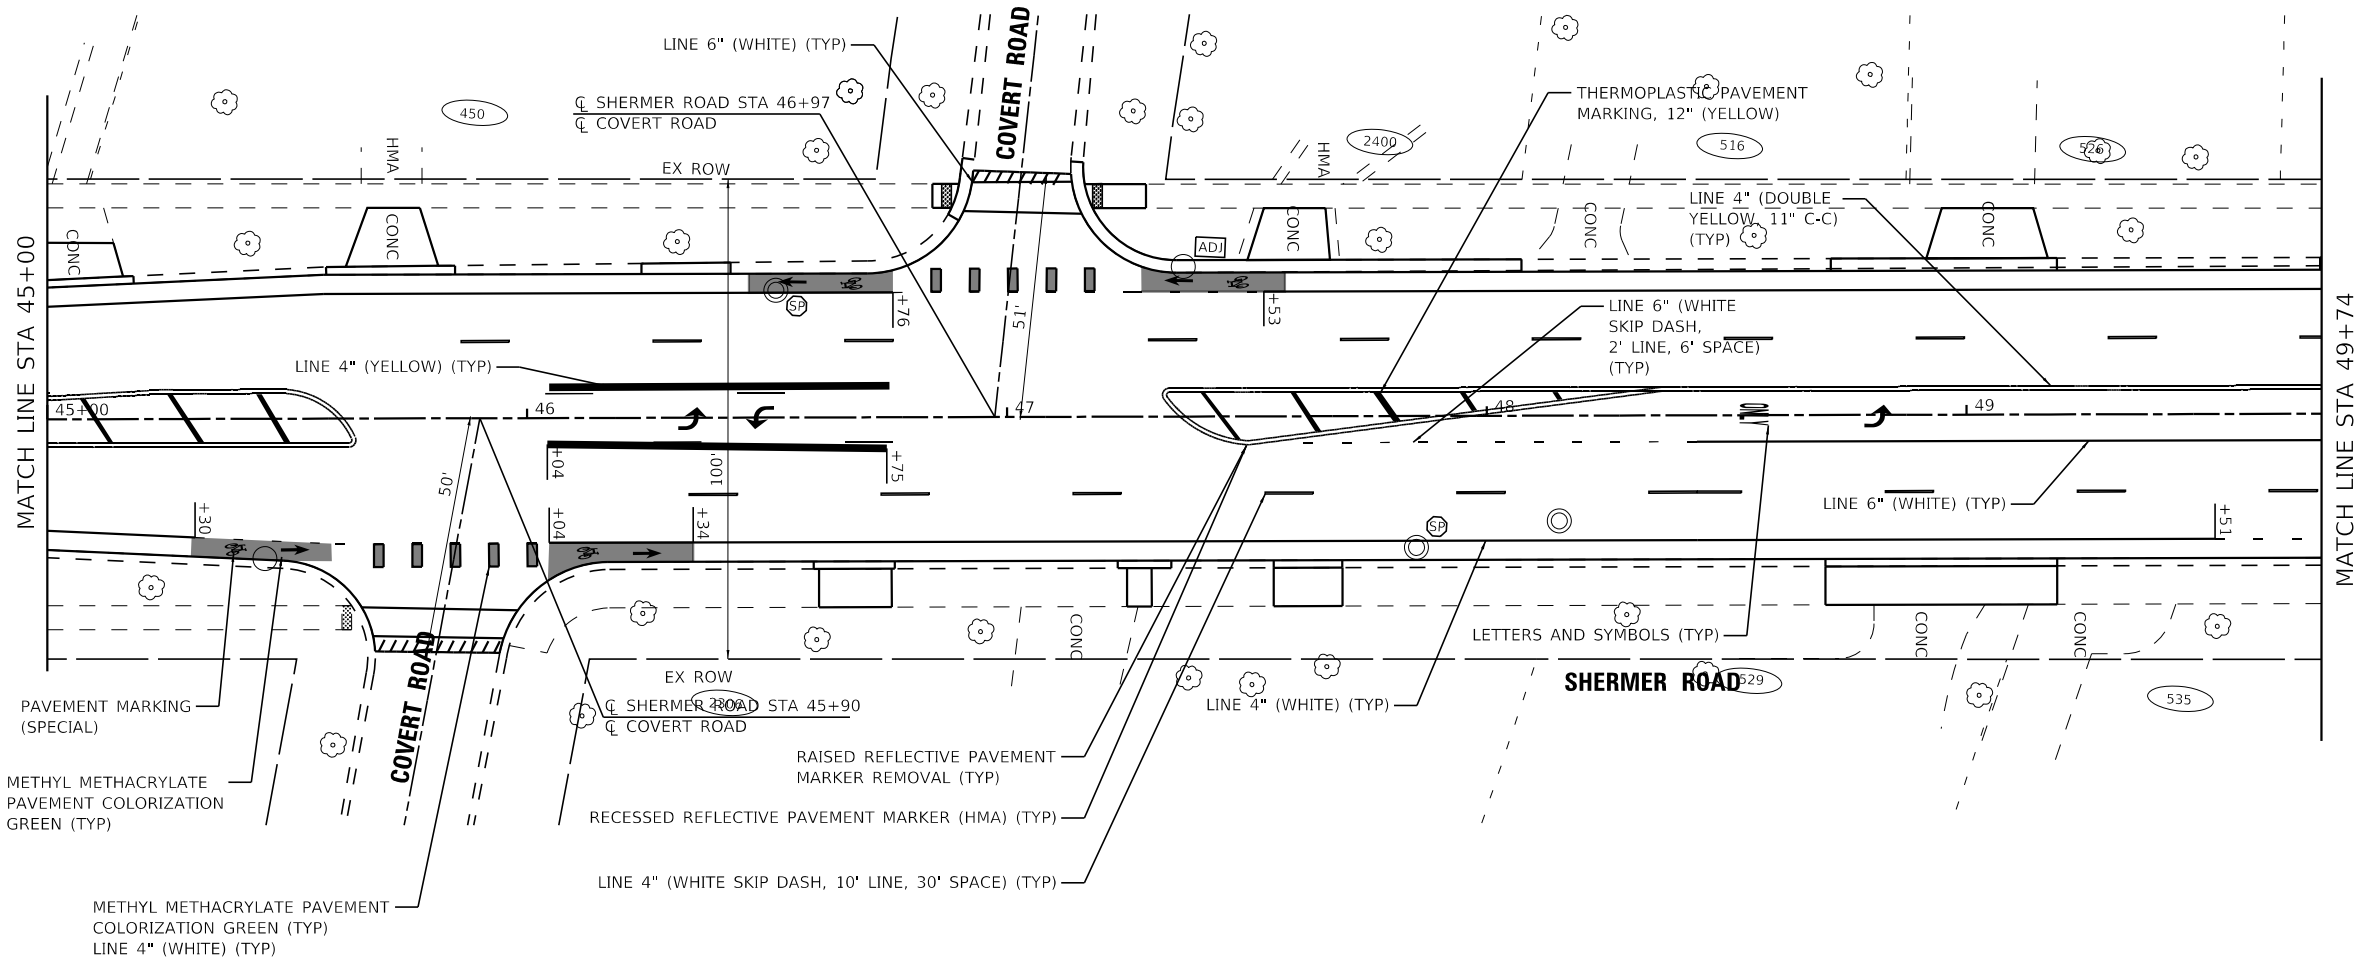 LINE 6" (WHITE) (TYP)
℄ SHERMER ROAD STA 46+97
℄ COVERT ROAD
COVERT ROAD
THERMOPLASTIC PAVEMENT
MARKING, 12" (YELLOW)
450
2400
516
526
HMA
HMA
EX ROW
LINE 4" (DOUBLE
YELLOW, 11" C-C)
(TYP)
CONC
CONC
CONC
CONC
CONC
ADJ
MATCH LINE STA 45+00
MATCH LINE STA 49+74
SP
+76
51'
+53
LINE 6" (WHITE
SKIP DASH,
2' LINE, 6' SPACE)
(TYP)
LINE 4" (YELLOW) (TYP)
45+00
46
47
48
49
ONLY
+04
100'
+75
50'
LINE 6" (WHITE) (TYP)
+30
+04
+34
SP
+51
CONC
CONC
CONC
LETTERS AND SYMBOLS (TYP)
EX ROW
SHERMER ROAD
529
535
2306
PAVEMENT MARKING
(SPECIAL)
COVERT ROAD
℄ SHERMER ROAD STA 45+90
℄ COVERT ROAD
LINE 4" (WHITE) (TYP)
RAISED REFLECTIVE PAVEMENT
MARKER REMOVAL (TYP)
METHYL METHACRYLATE
PAVEMENT COLORIZATION
GREEN (TYP)
RECESSED REFLECTIVE PAVEMENT MARKER (HMA) (TYP)
LINE 4" (WHITE SKIP DASH, 10' LINE, 30' SPACE) (TYP)
METHYL METHACRYLATE PAVEMENT
COLORIZATION GREEN (TYP)
LINE 4" (WHITE) (TYP)